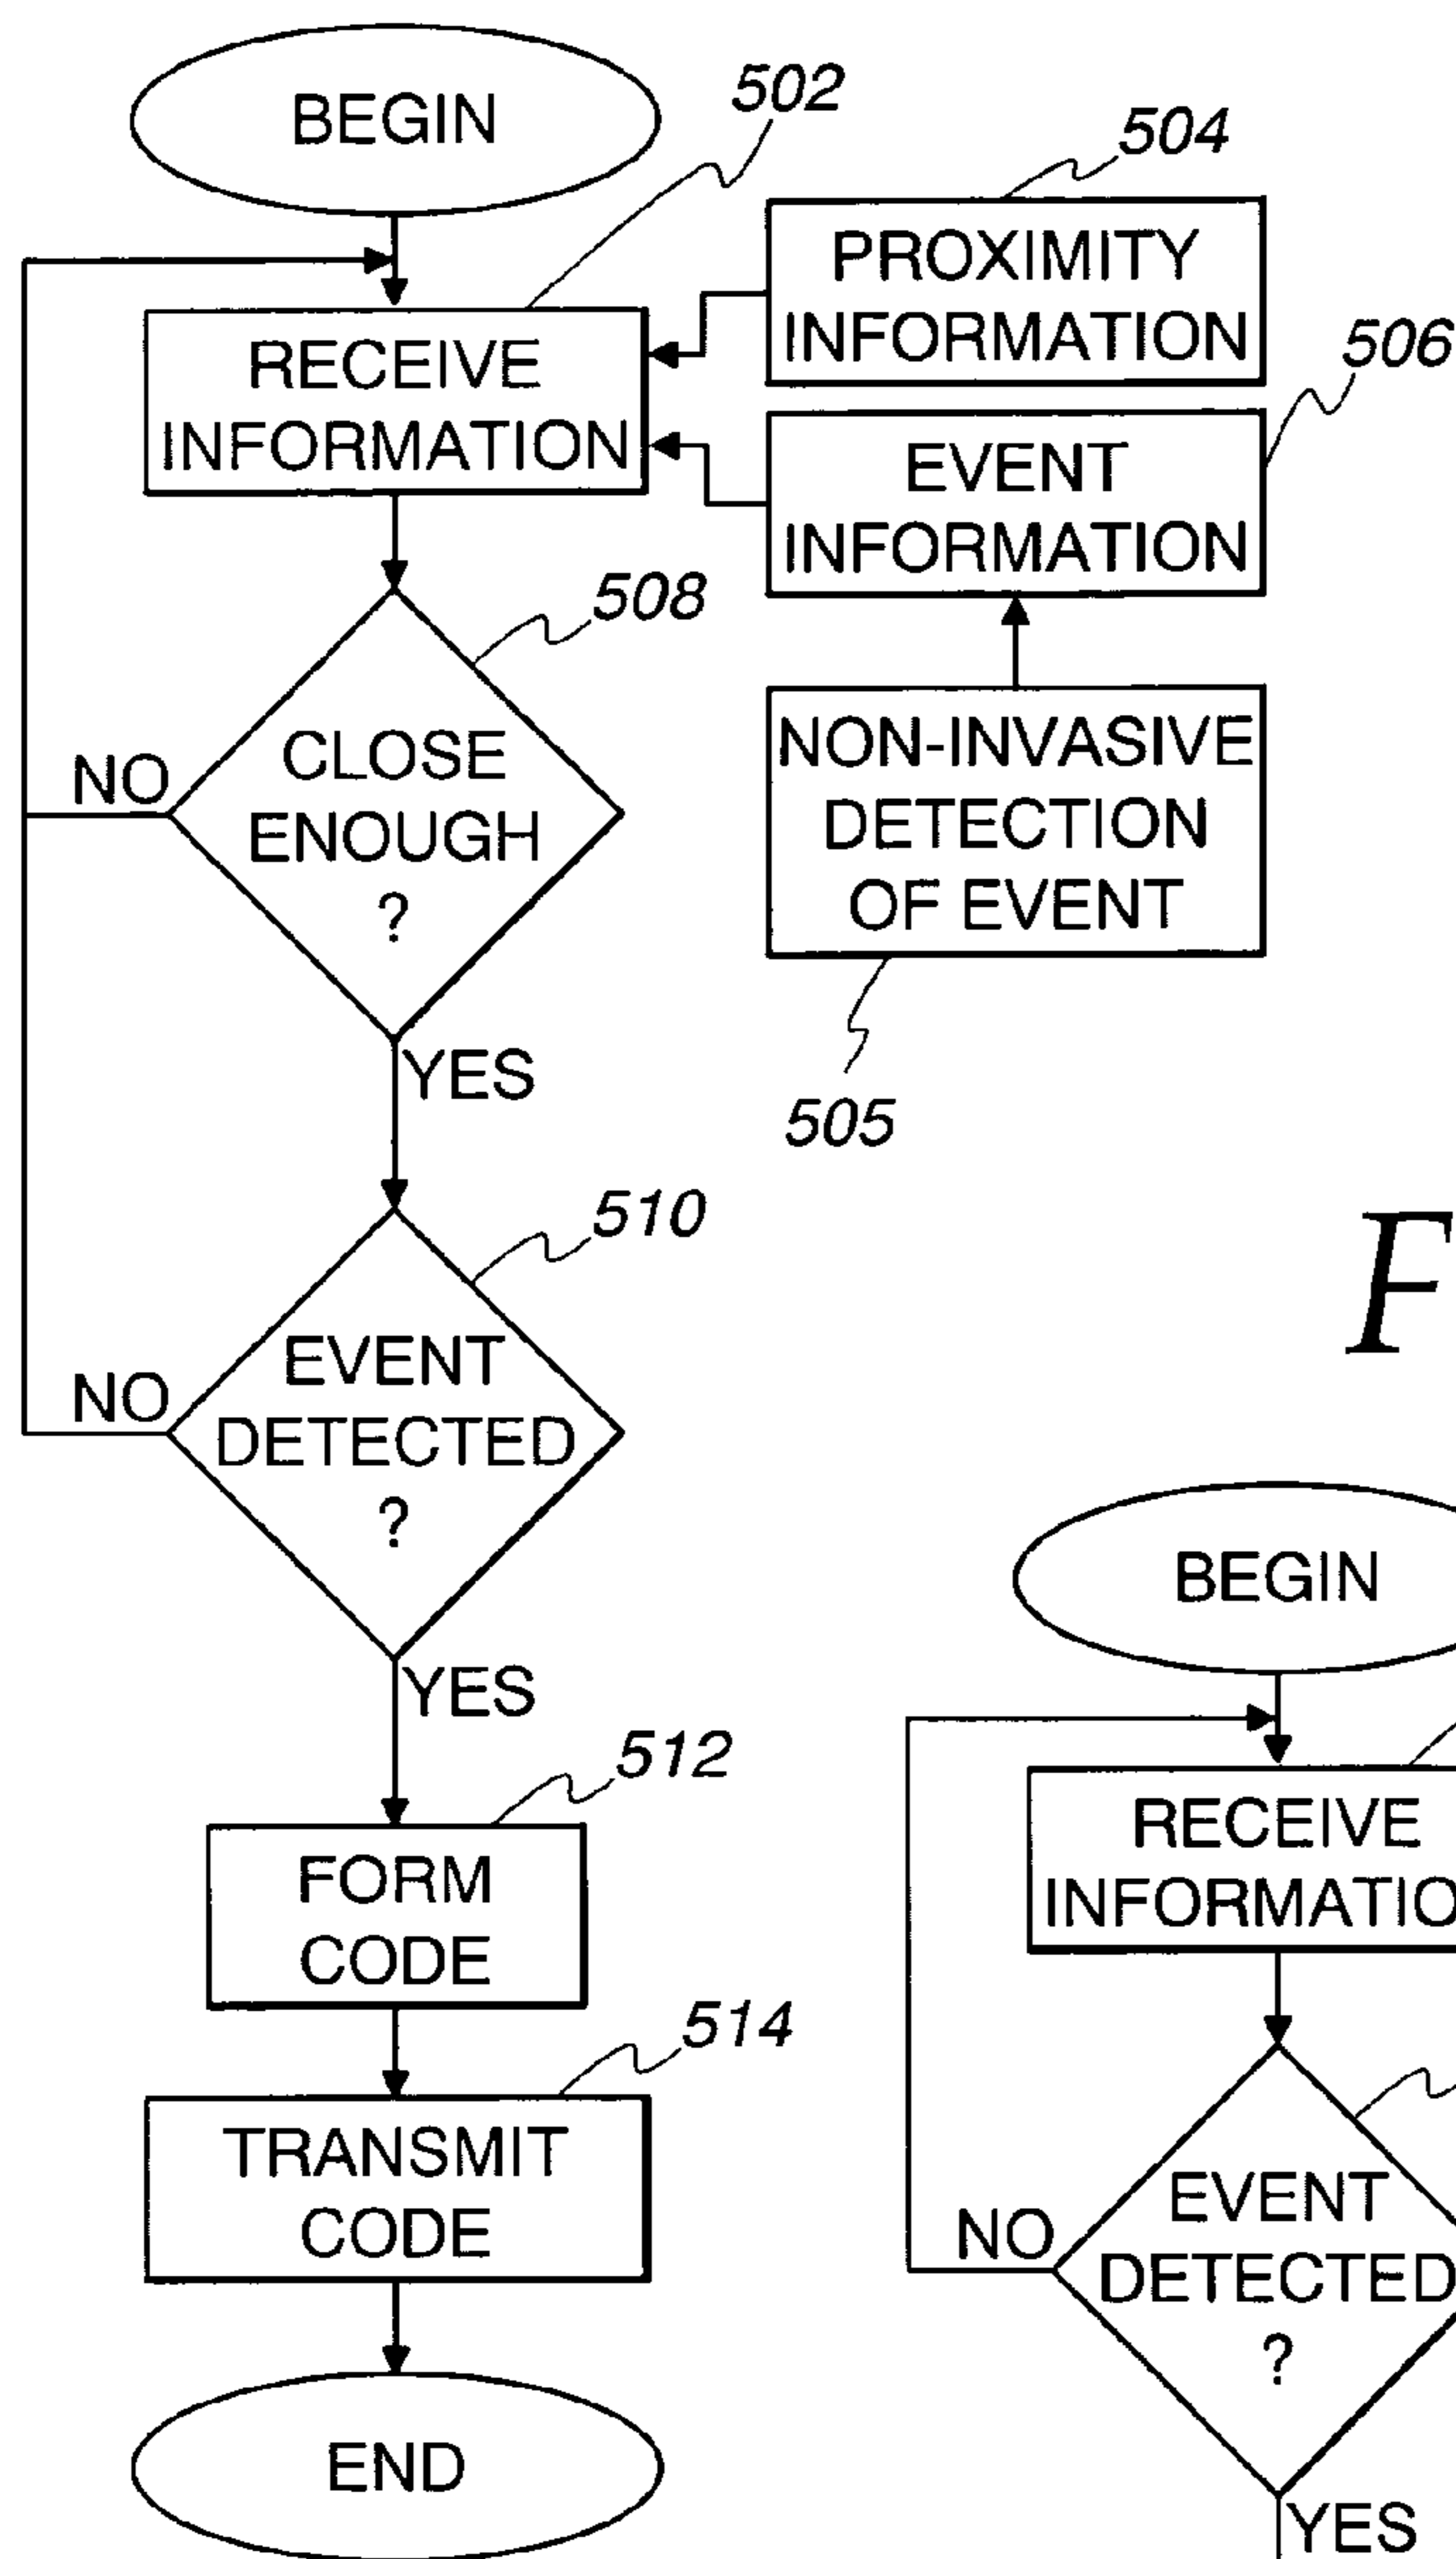 BEGIN
502
504
PROXIMITY
INFORMATION
RECEIVE
INFORMATION
506
EVENT
INFORMATION
508
NON-INVASIVE
DETECTION
OF EVENT
505
CLOSE
ENOUGH
?
NO
YES
510
EVENT
DETECTED
?
NO
YES
512
FORM
CODE
514
TRANSMIT
CODE
END
F
BEGIN
RECEIVE
INFORMATIO
EVENT
DETECTED
?
NO
YES